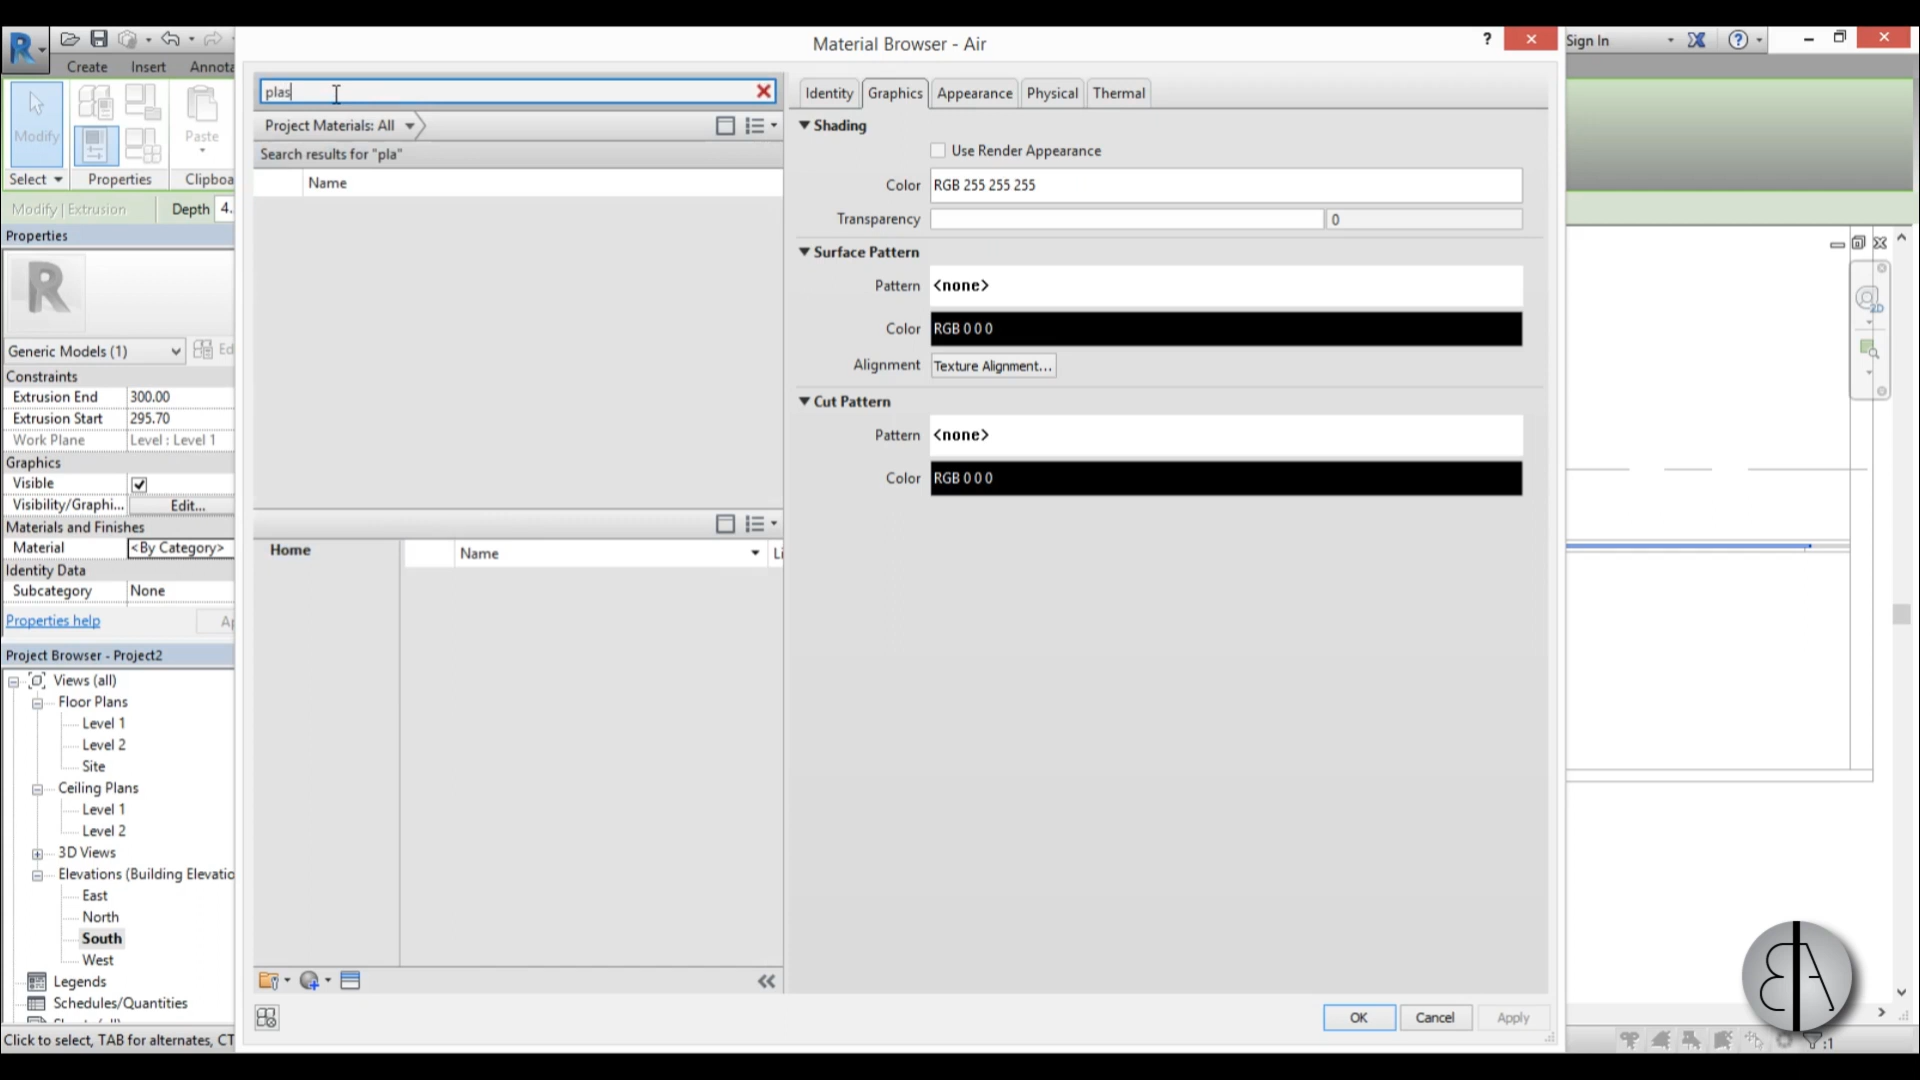 Material Browser - Air
?
Sign In
Create
Insert
Annota
Modify
Select
Properties
Paste
Clipboa
Modify | Extrusion
Depth 4.
Properties
Generic Models (1)
Ed
Constraints
Extrusion End 300.00
Extrusion Start 295.70
Work Plane Level : Level 1
Graphics
Visible
Visibility/Graphi... Edit...
Materials and Finishes
Material <By Category>
Identity Data
Subcategory None
Properties help
Ap
Project Browser - Project2
Views (all)
Floor Plans
Level 1
Level 2
Site
Ceiling Plans
Level 1
Level 2
3D Views
Elevations (Building Elevatio
East
North
South
West
Legends
Schedules/Quantities
Click to select, TAB for alternates, CT
plas
Project Materials: All
Search results for "pla"
Name
Home
Name
Li
Identity
Graphics
Appearance
Physical
Thermal
Shading
Use Render Appearance
Color RGB 255 255 255
Transparency 0
Surface Pattern
Pattern <none>
Color RGB 0 0 0
Alignment Texture Alignment...
Cut Pattern
Pattern <none>
Color RGB 0 0 0
OK
Cancel
Apply
2D
:1
BA